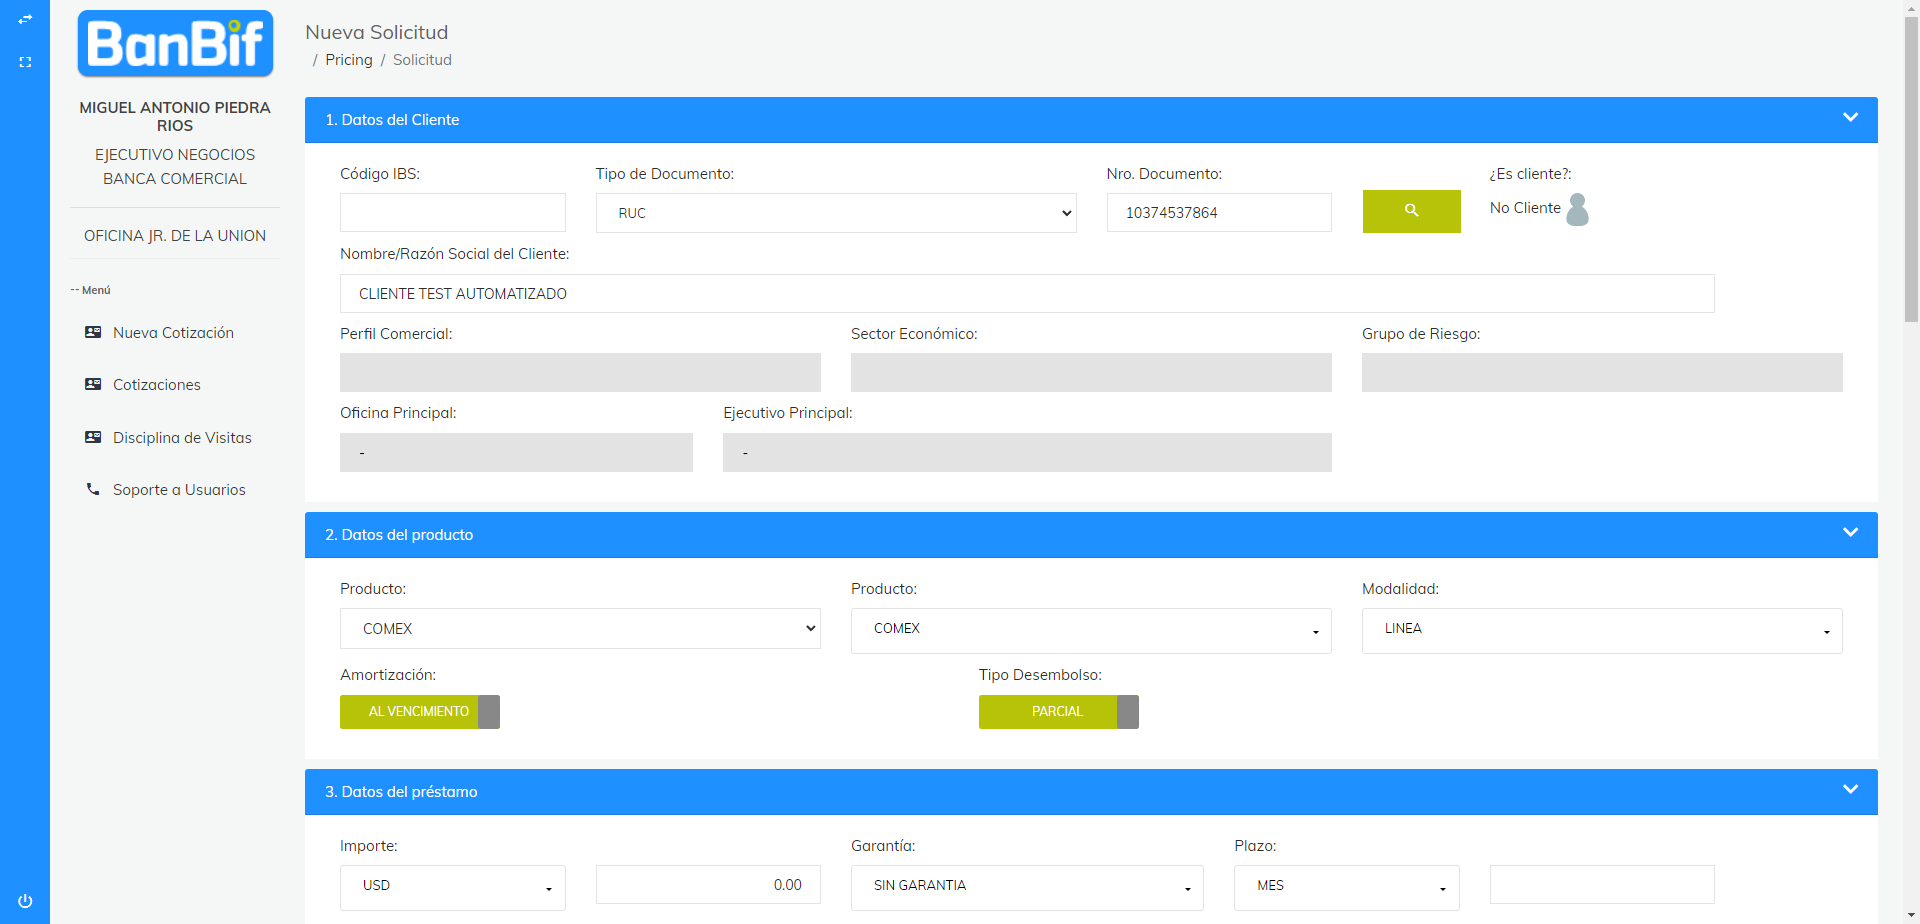 BanBif
MIGUEL ANTONIO PIEDRA
RIOS
EJECUTIVO NEGOCIOS
BANCA COMERCIAL
OFICINA JR. DE LA UNION
-- Menú
Nueva Cotización
Cotizaciones
Disciplina de Visitas
Soporte a Usuarios
Nueva Solicitud
/ Pricing / Solicitud
1. Datos del Cliente
Código IBS: Tipo de Documento: Nro. Documento: ¿Es cliente?:
RUC 10374537864 No Cliente
Nombre/Razón Social del Cliente:
CLIENTE TEST AUTOMATIZADO
Perfil Comercial: Sector Económico: Grupo de Riesgo:
Oficina Principal: Ejecutivo Principal:
- -
2. Datos del producto
Producto: Producto: Modalidad:
COMEX COMEX LINEA
Amortización: Tipo Desembolso:
AL VENCIMIENTO PARCIAL
3. Datos del préstamo
Importe: Garantía: Plazo:
USD 0.00 SIN GARANTIA MES